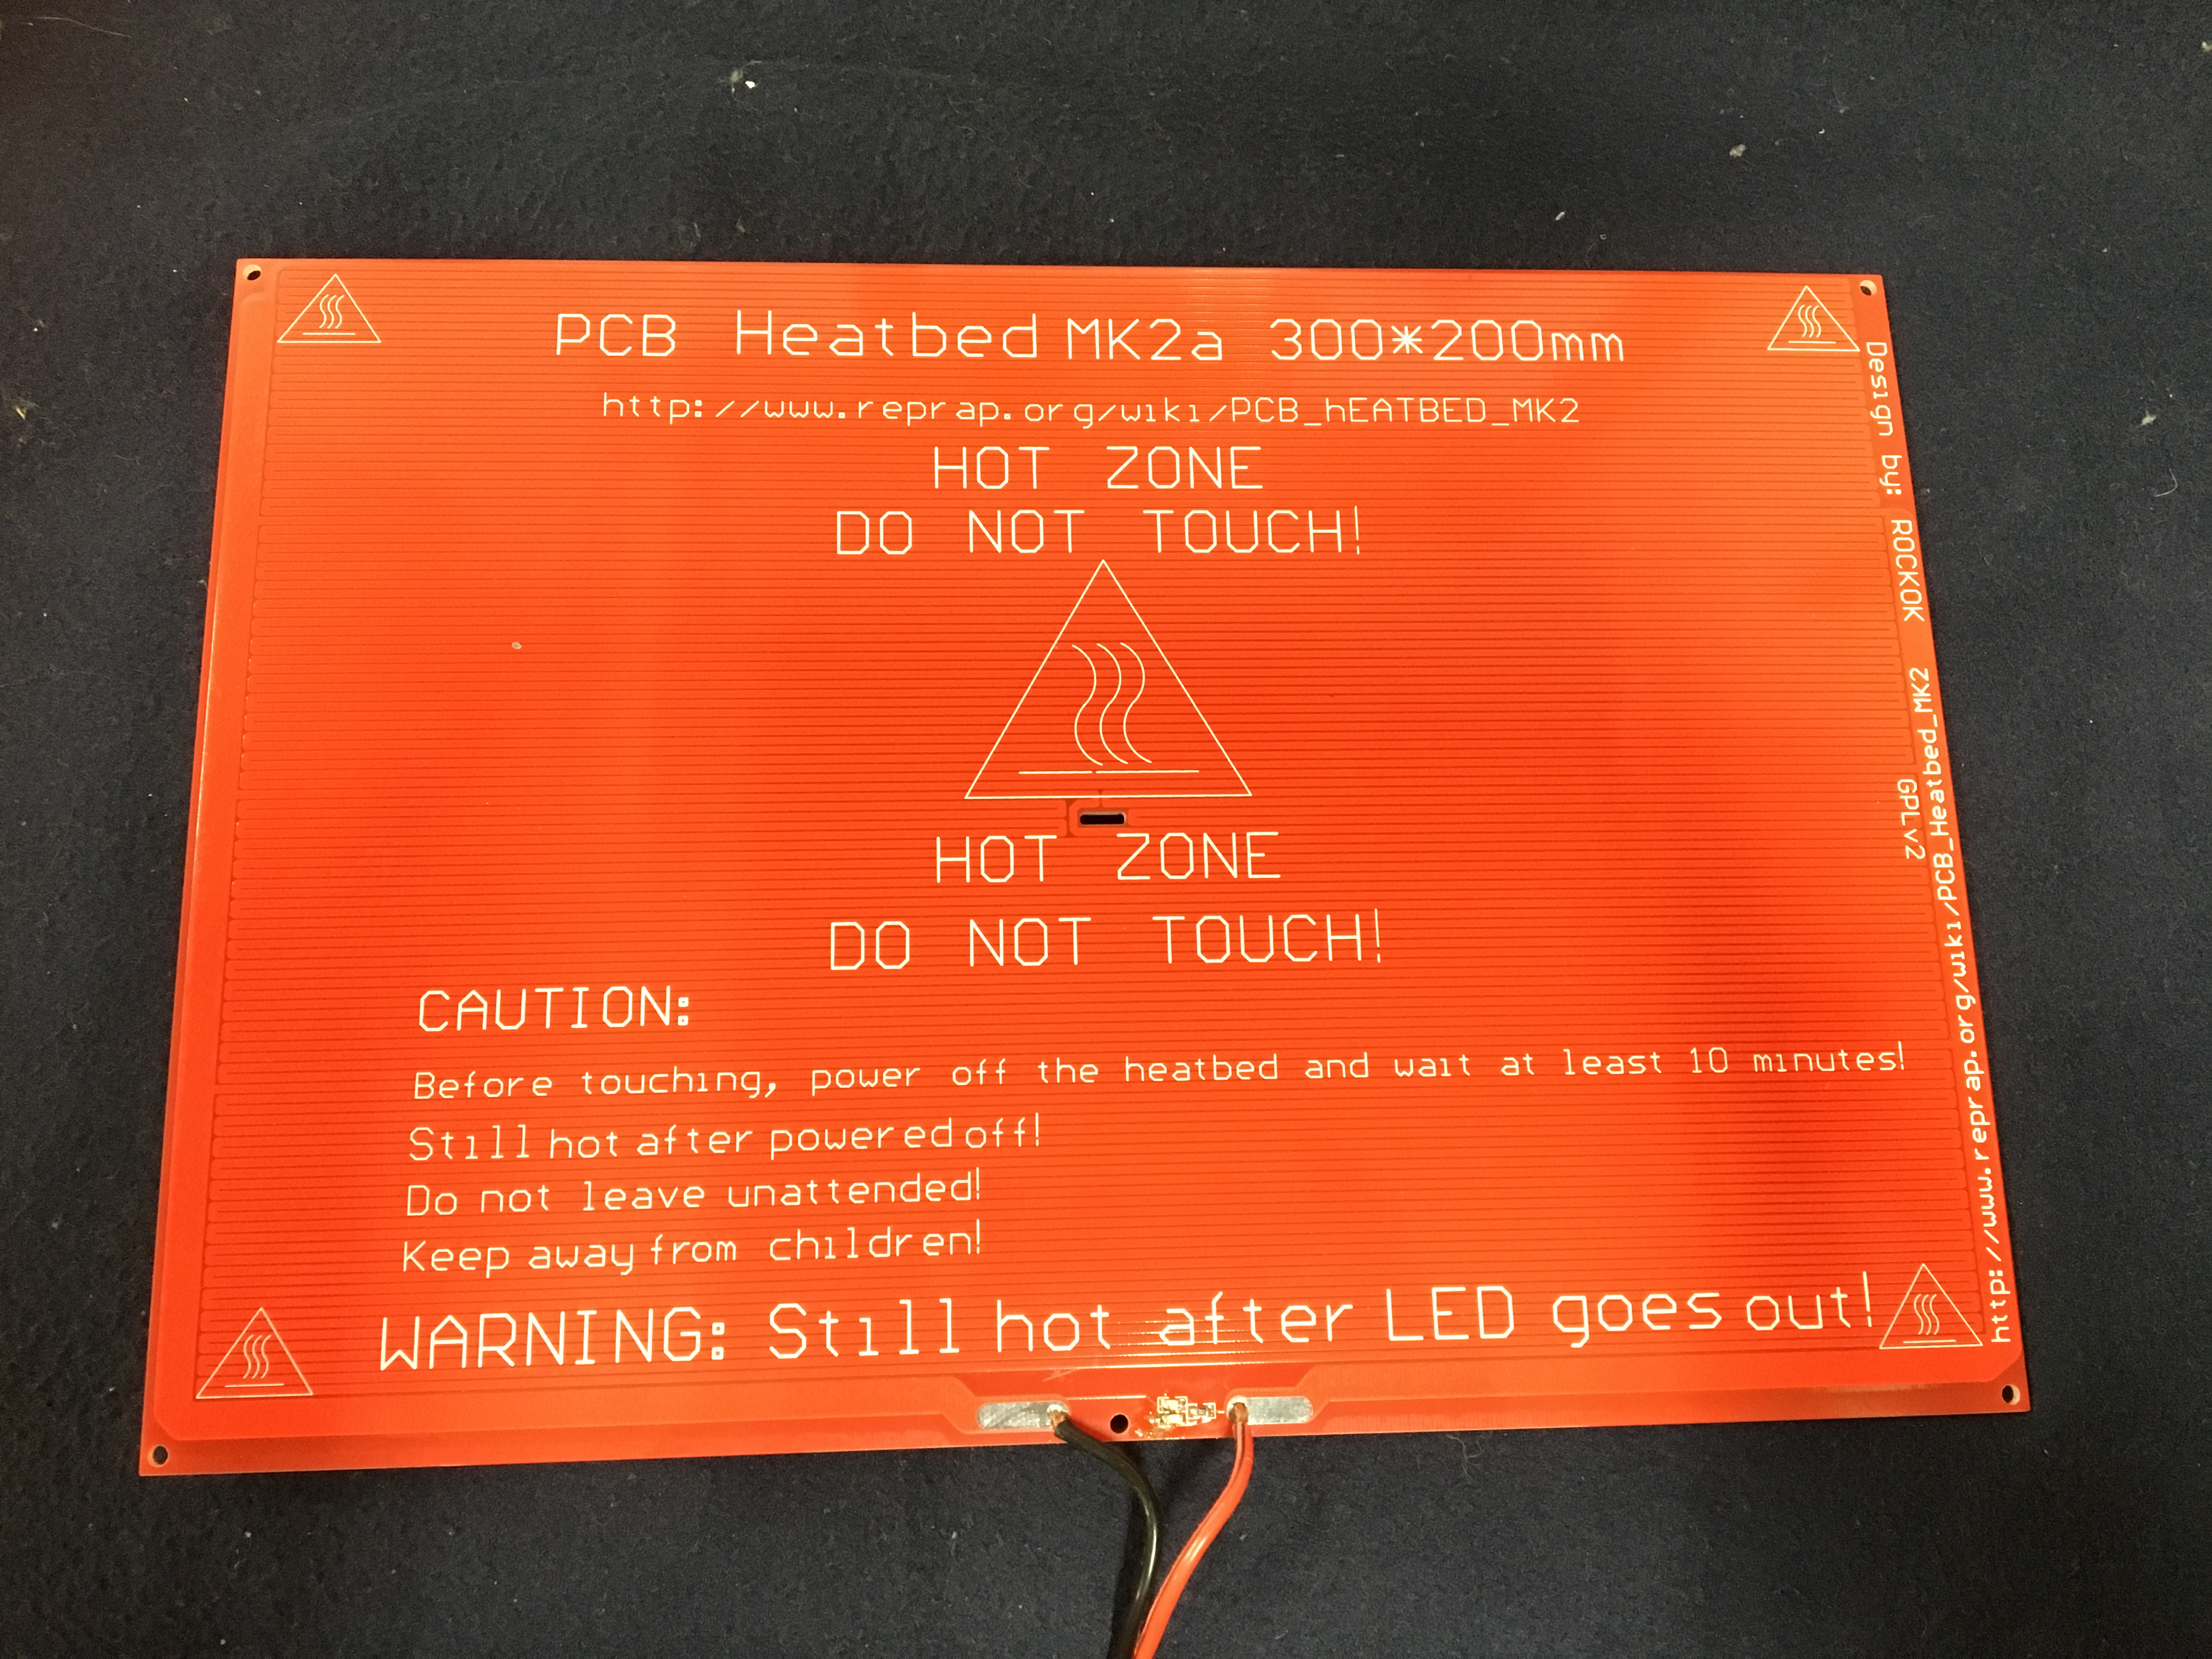 PCB Heatbed MK2a 300*200mm
http://www.reprap.org/wiki/PCB_hEATBED_MK2
HOT ZONE
DO NOT TOUCH!
HOT ZONE
DO NOT TOUCH!
CAUTION:
Before touching, power off the heatbed and wait at least 10 minutes!
Still hot after powered off!
Do not leave unattended!
Keep away from children!
WARNING: Still hot after LED goes out!
Design by: ROCKOK
GPLv2
http://www.reprap.org/wiki/PCB_Heatbed_MK2